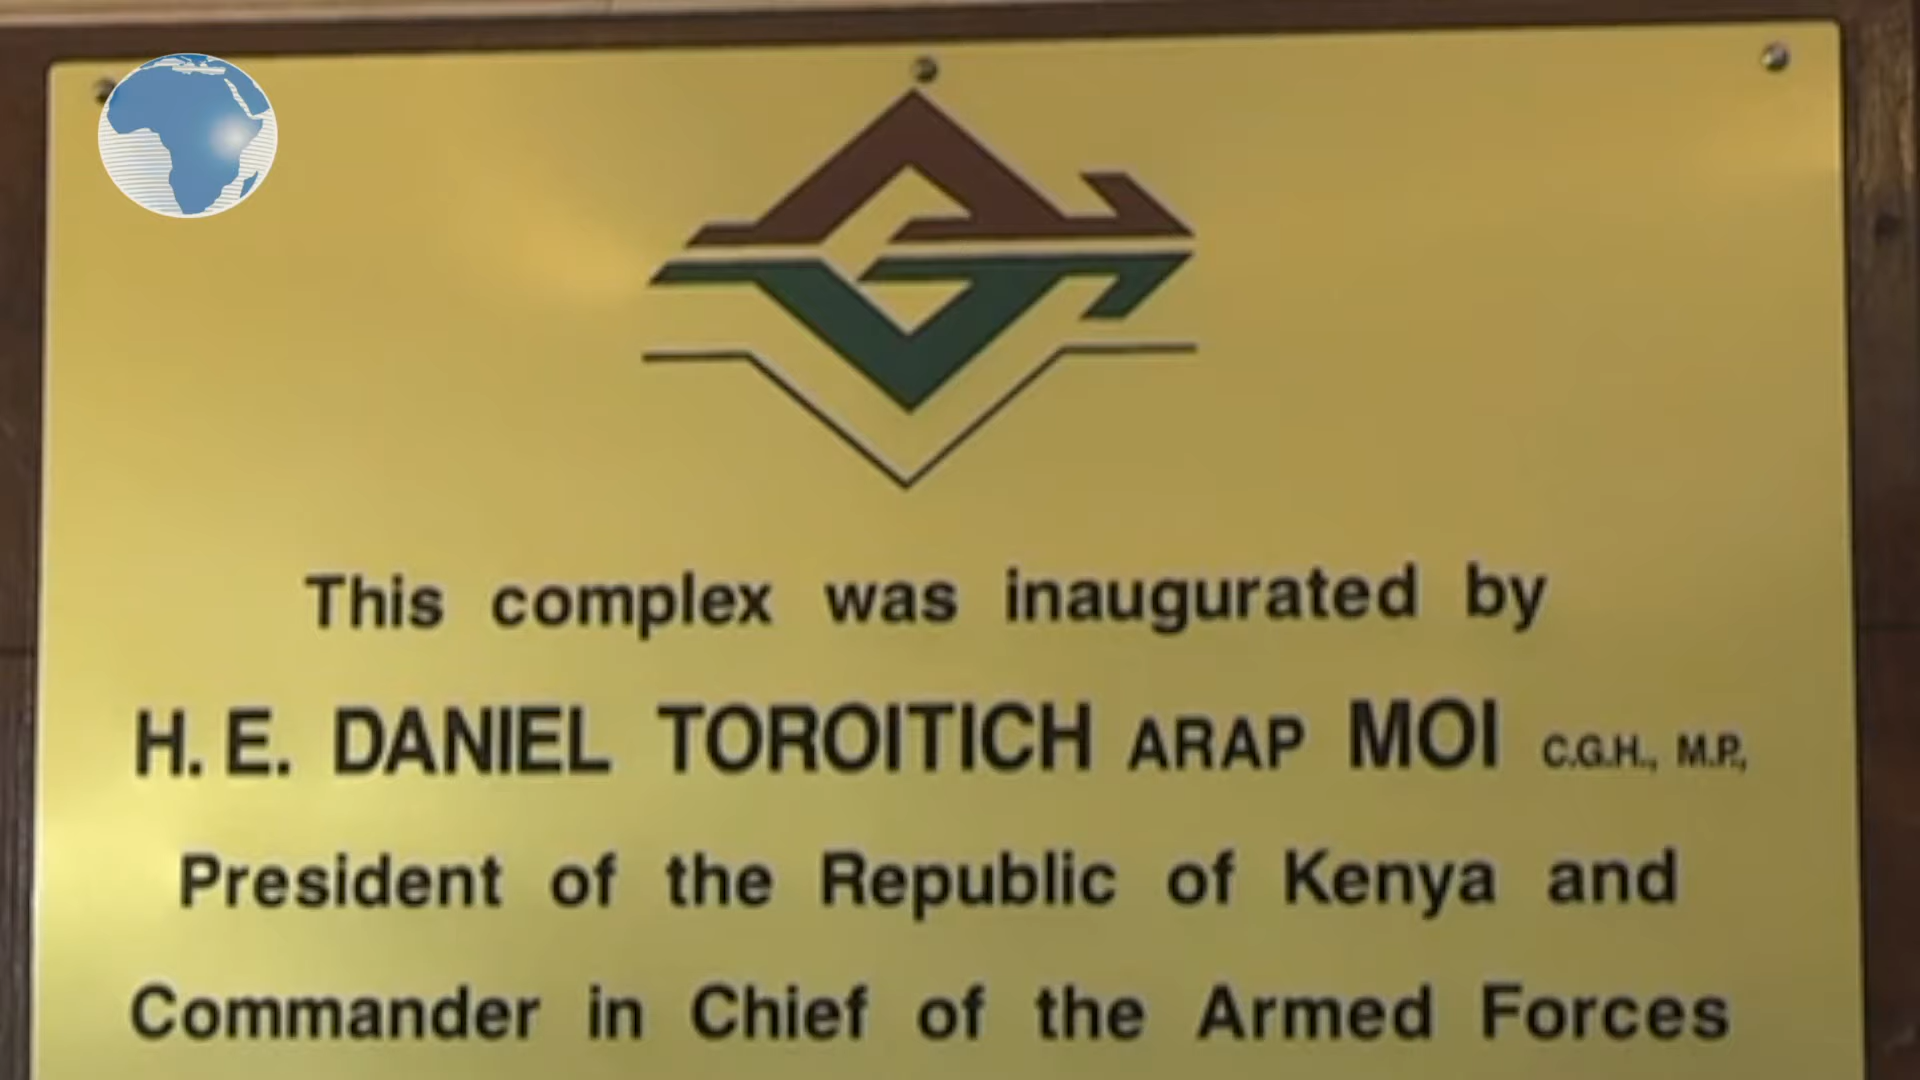 This complex was inaugurated by
H. E. DANIEL TOROITICH ARAP MOI C.G.H., M.P.,
President of the Republic of Kenya and
Commander in Chief of the Armed Forces